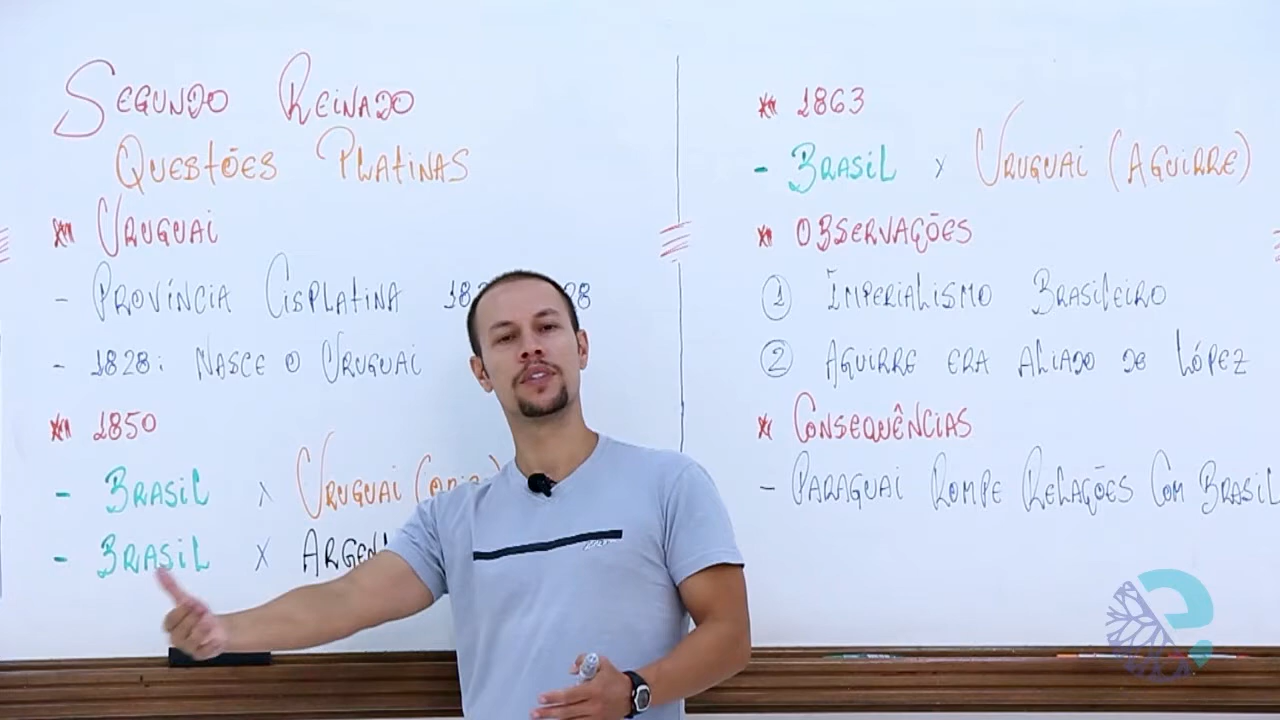 SEGUNDO REINADO
QUESTÕES PLATINAS
* URUGUAI
- PROVÍNCIA CISPLATINA
- 1828: NASCE O URUGUAI
* 1850
- BRASIL x URUGUAI
- BRASIL x
* 1863
- BRASIL x URUGUAI (AGUIRRE)
* OBSERVAÇÕES
1 IMPERIALISMO BRASILEIRO
2 AGUIRRE ERA ALIADO DE LÓPEZ
* CONSEQUÊNCIAS
- PARAGUAI ROMPE RELAÇÕES COM BRASIL